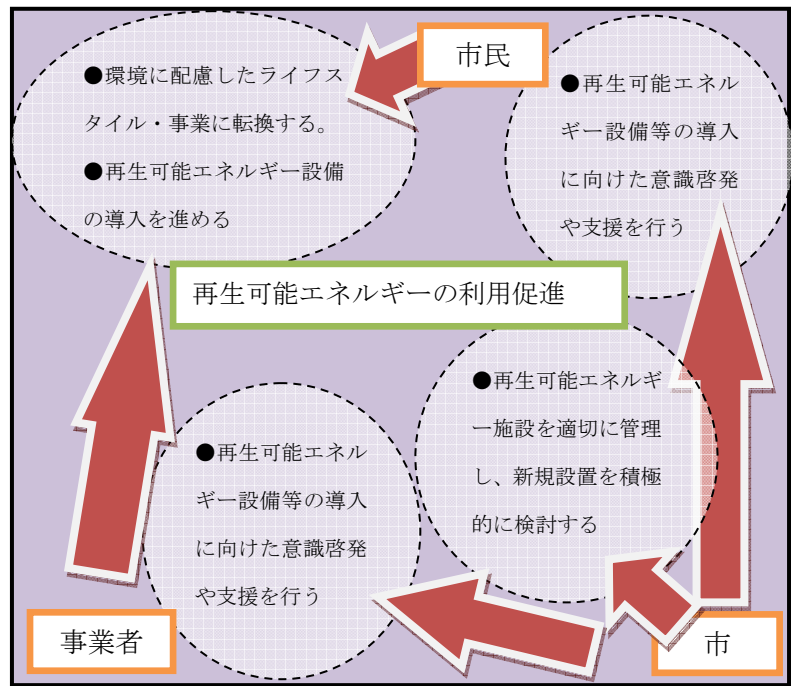 市民
●環境に配慮したライフス
タイル・事業に転換する。
●再生可能エネルギー設備
の導入を進める
●再生可能エネル
ギー設備等の導入
に向けた意識啓発
や支援を行う
再生可能エネルギーの利用促進
●再生可能エネルギ
ー施設を適切に管理
し、新規設置を積極
的に検討する
●再生可能エネル
ギー設備等の導入
に向けた意識啓発
や支援を行う
事業者
市